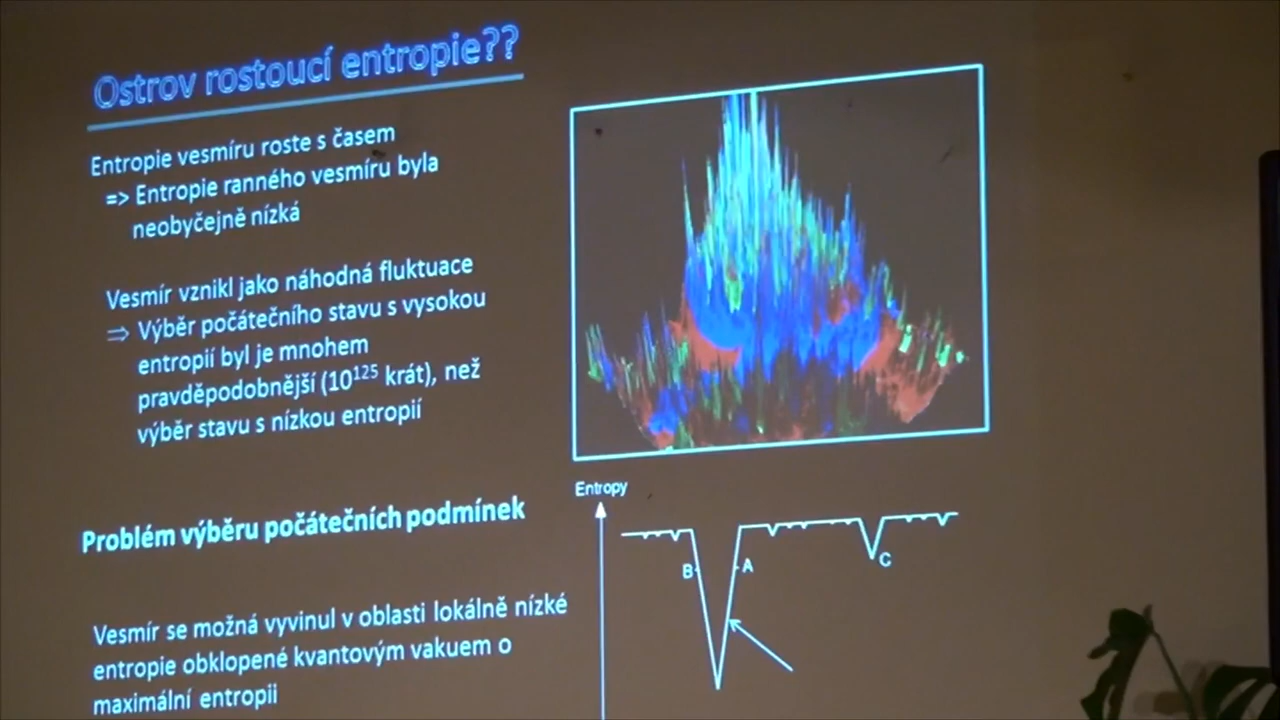 Ostrov rostoucí entropie??
Entropie vesmíru roste s časem
=> Entropie ranného vesmíru byla
neobyčejně nízká
Vesmír vznikl jako náhodná fluktuace
⇒ Výběr počátečního stavu s vysokou
entropií byl je mnohem
pravděpodobnější (10¹²⁵ krát), než
výběr stavu s nízkou entropií
Problém výběru počátečních podmínek
Vesmír se možná vyvinul v oblasti lokálně nízké
entropie obklopené kvantovým vakuem o
maximální entropii
Entropy
B
A
C